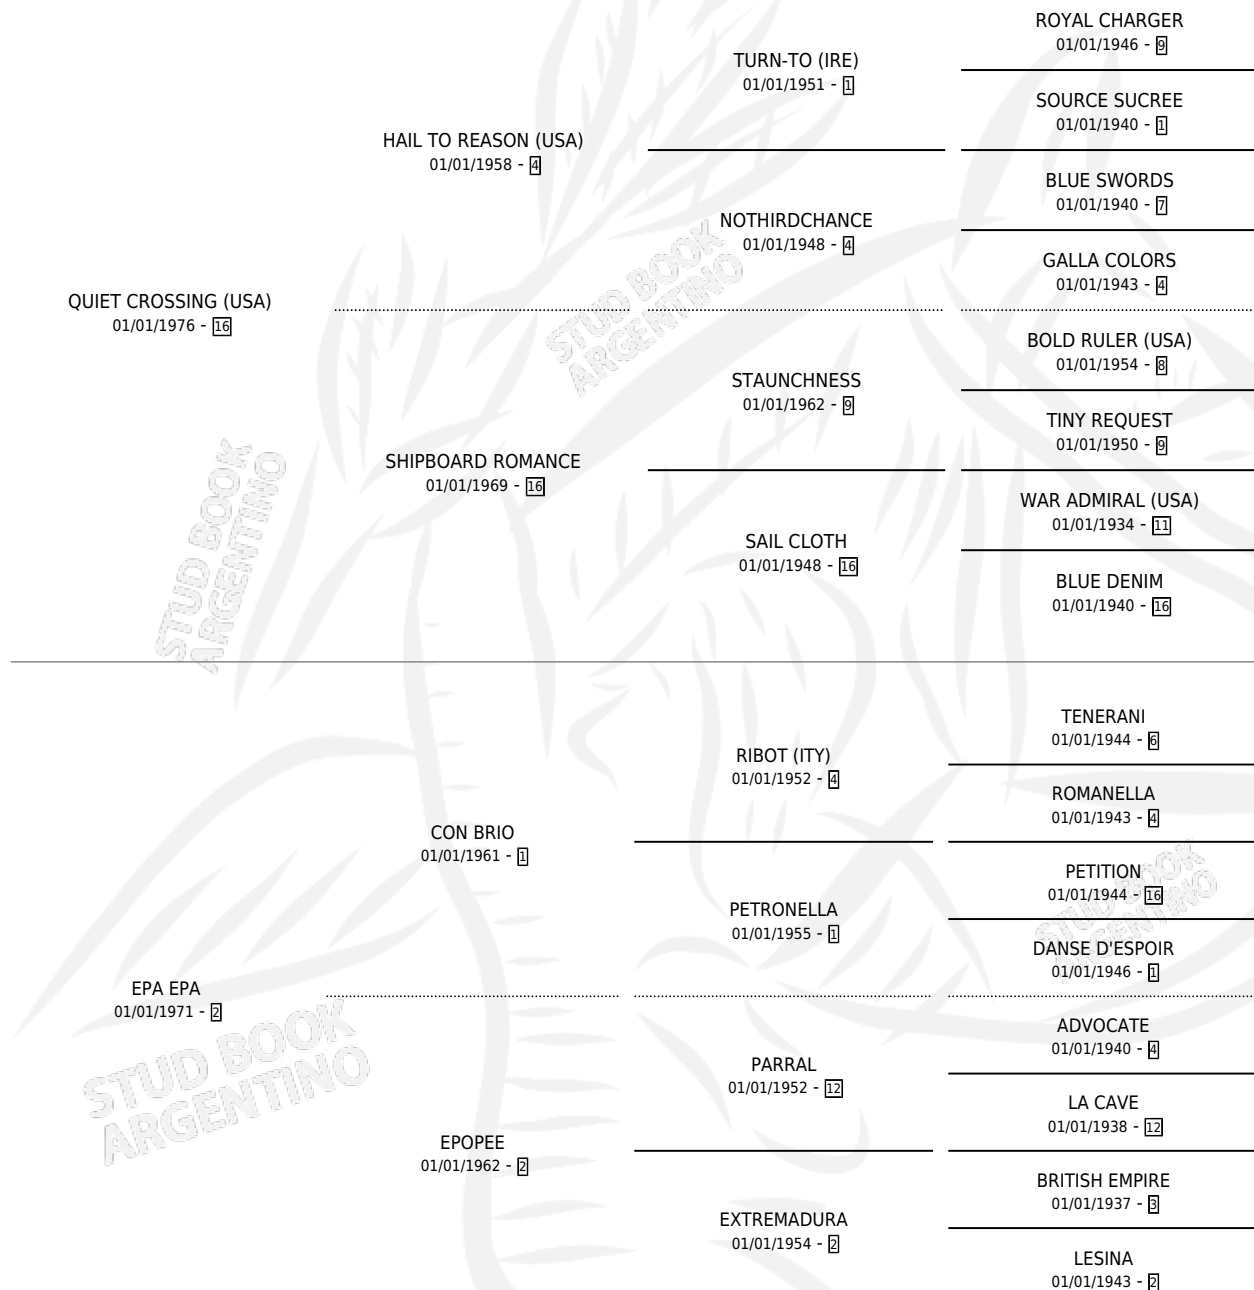 QUIET CROSSING (USA)
01/01/1976 - 16
HAIL TO REASON (USA)
01/01/1958 - 4
TURN-TO (IRE)
01/01/1951 - 1
ROYAL CHARGER
01/01/1946 - 9
SOURCE SUCREE
01/01/1940 - 1
NOTHIRDCHANCE
01/01/1948 - 4
BLUE SWORDS
01/01/1940 - 7
GALLA COLORS
01/01/1943 - 4
SHIPBOARD ROMANCE
01/01/1969 - 16
STAUNCHNESS
01/01/1962 - 9
BOLD RULER (USA)
01/01/1954 - 8
TINY REQUEST
01/01/1950 - 9
SAIL CLOTH
01/01/1948 - 16
WAR ADMIRAL (USA)
01/01/1934 - 11
BLUE DENIM
01/01/1940 - 16
EPA EPA
01/01/1971 - 2
CON BRIO
01/01/1961 - 1
RIBOT (ITY)
01/01/1952 - 4
TENERANI
01/01/1944 - 6
ROMANELLA
01/01/1943 - 4
PETRONELLA
01/01/1955 - 1
PETITION
01/01/1944 - 16
DANSE D'ESPOIR
01/01/1946 - 1
EPOPEE
01/01/1962 - 2
PARRAL
01/01/1952 - 12
ADVOCATE
01/01/1940 - 4
LA CAVE
01/01/1938 - 12
EXTREMADURA
01/01/1954 - 2
BRITISH EMPIRE
01/01/1937 - 3
LESINA
01/01/1943 - 2
STUD BOOK
ARGENTINO
STUD BOOK
ARGENTINO
STUD BOOK
ARGENTINO
STUD BOOK
ARGENTINO